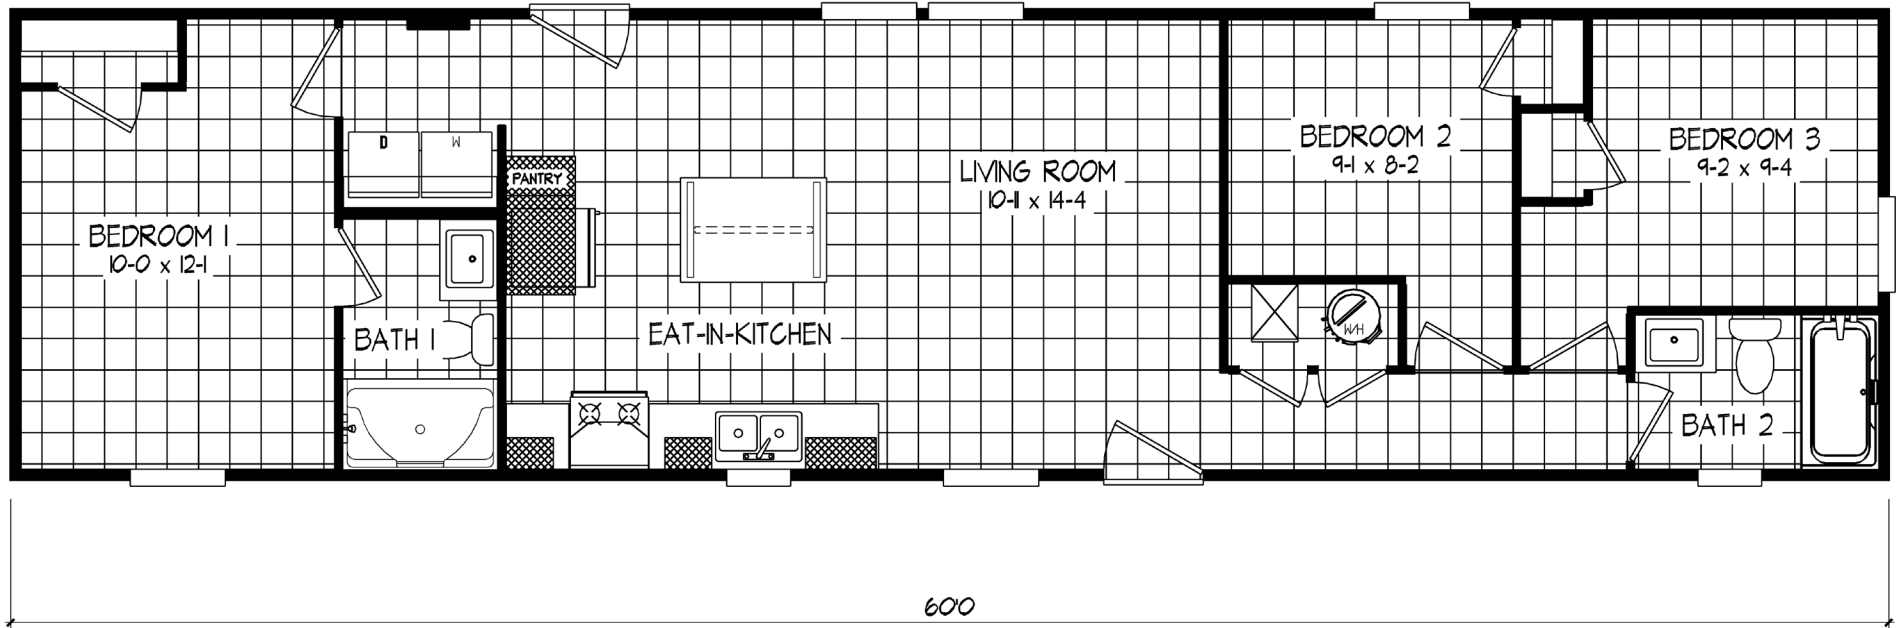 D
W
PANTRY
BEDROOM 1
10-0 x 12-1
BATH 1
EAT-IN-KITCHEN
LIVING ROOM
10-11 x 14-4
BEDROOM 2
9-1 x 8-2
BEDROOM 3
9-2 x 9-4
H/W
BATH 2
60'0